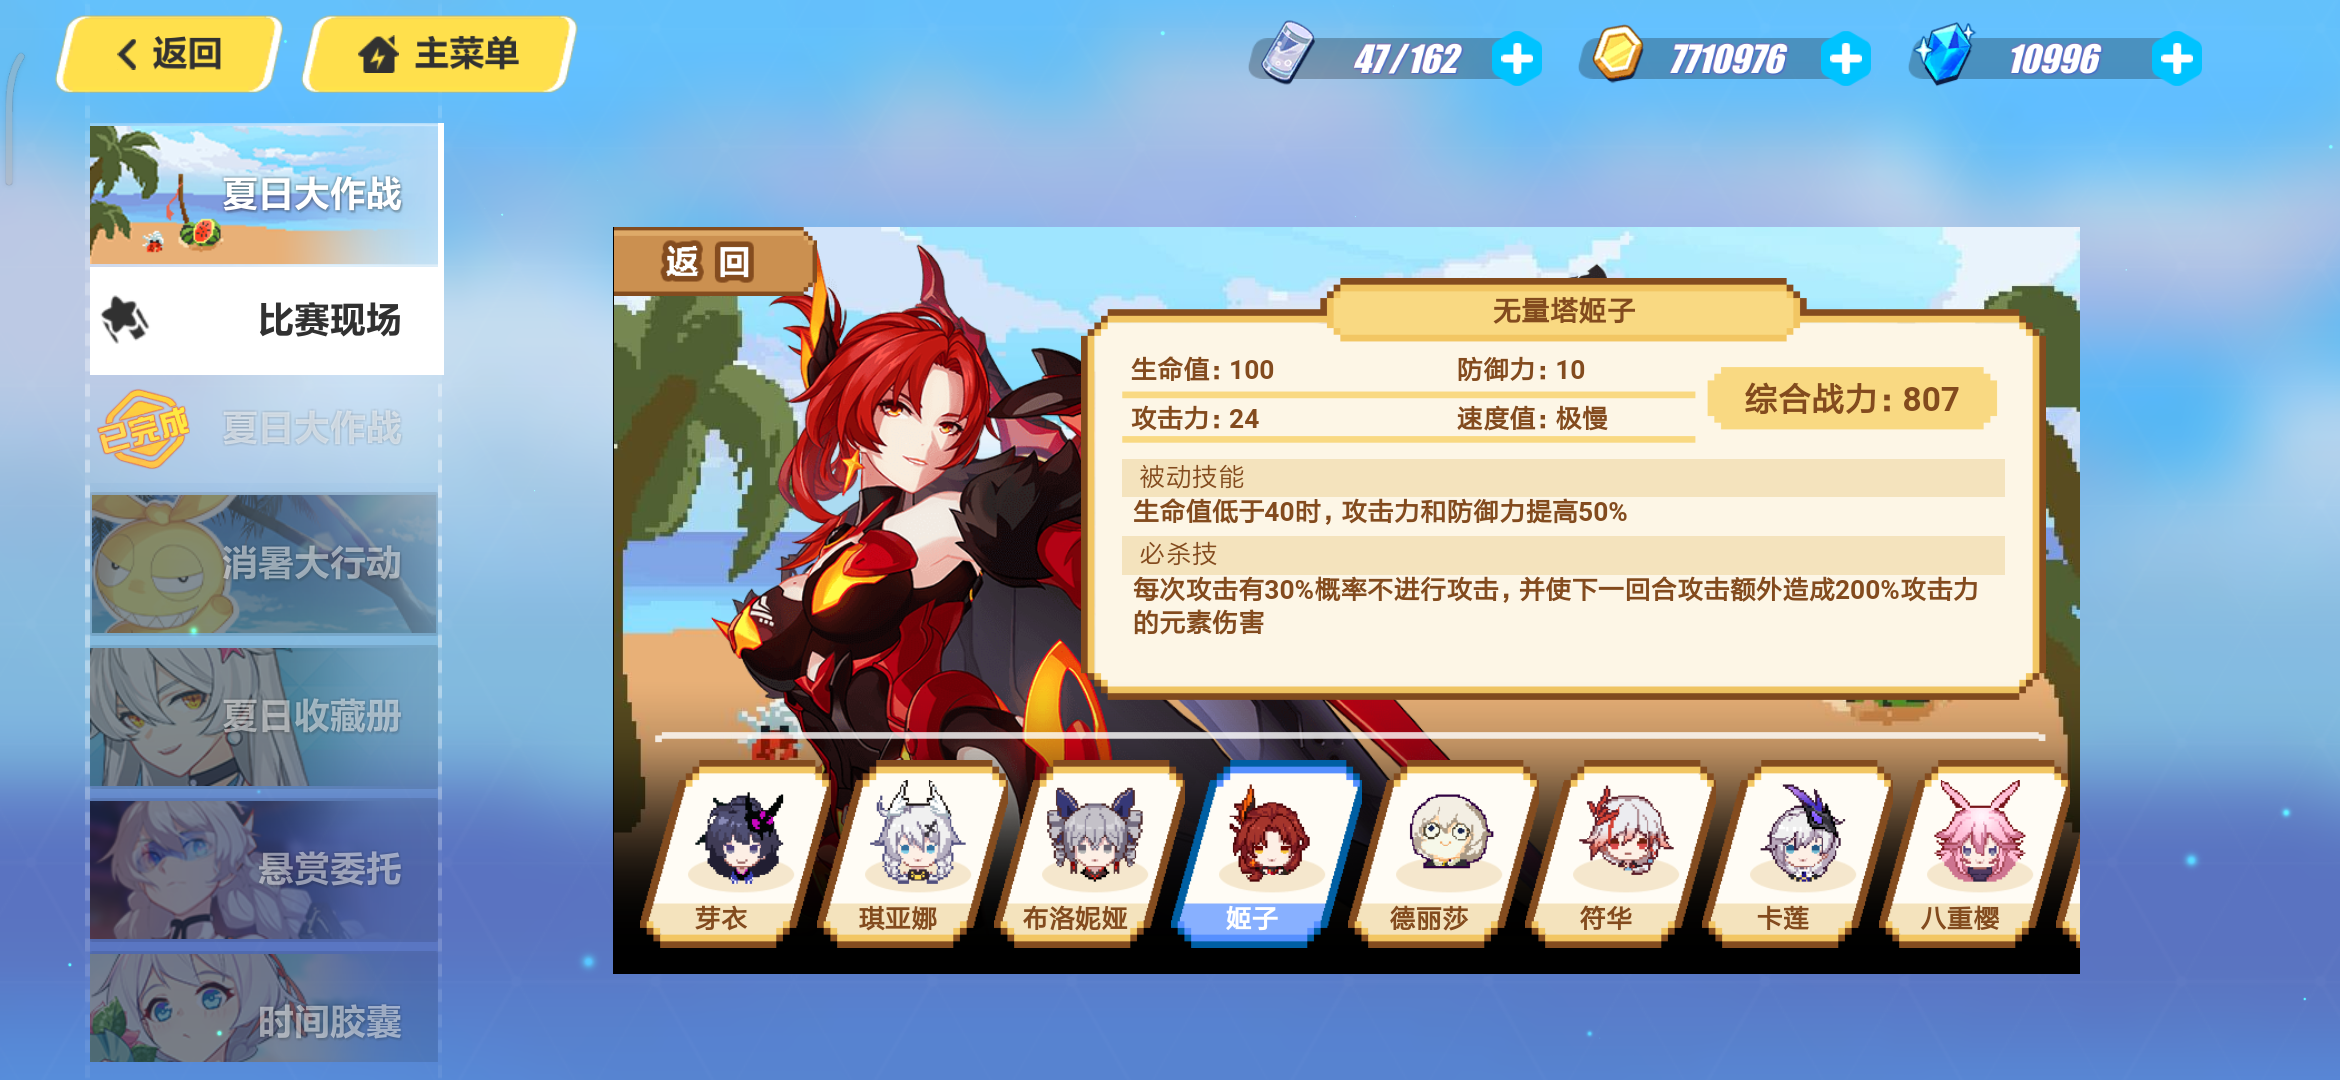 返回
主菜单
47/162
7710976
10996
夏日大作战
比赛现场
已完成
夏日大作战
消暑大行动
夏日收藏册
悬赏委托
时间胶囊
返回
无量塔姬子
生命值：100
防御力：10
攻击力：24
速度值：极慢
综合战力：807
被动技能
生命值低于40时，攻击力和防御力提高50%
必杀技
每次攻击有30%概率不进行攻击，并使下一回合攻击额外造成200%攻击力
的元素伤害
芽衣
琪亚娜
布洛妮娅
姬子
德丽莎
符华
卡莲
八重樱